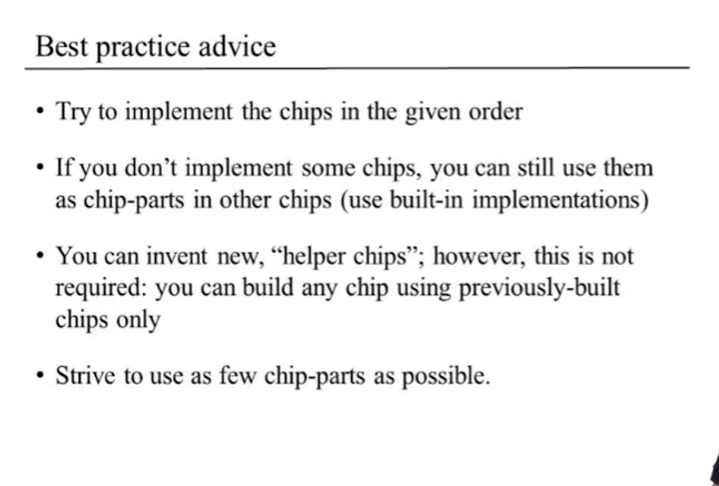 Best practice advice
• Try to implement the chips in the given order
• If you don’t implement some chips, you can still use them
as chip-parts in other chips (use built-in implementations)
• You can invent new, “helper chips”; however, this is not
required: you can build any chip using previously-built
chips only
• Strive to use as few chip-parts as possible.